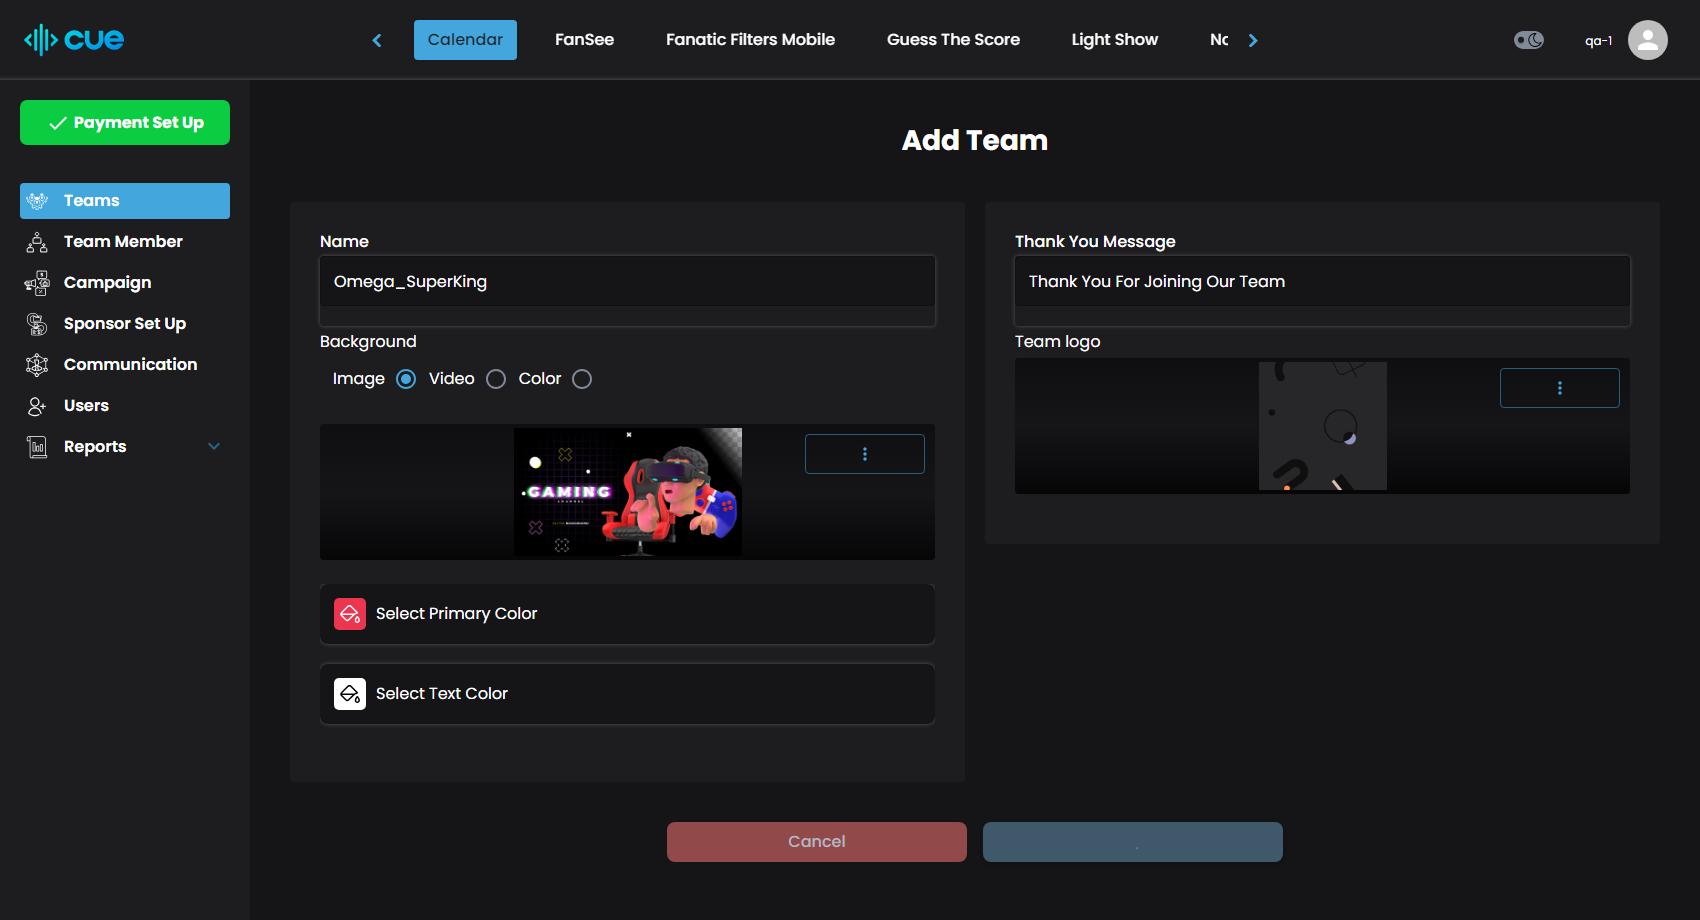 cue
Calendar
FanSee
Fanatic Filters Mobile
Guess The Score
Light Show
qa-1
Payment Set Up
Teams
Team Member
Campaign
Sponsor Set Up
Communication
Users
Reports
Add Team
Name
Omega_SuperKing
Background
Image
Video
Color
GAMING
CHANNEL
Select Primary Color
Select Text Color
Thank You Message
Thank You For Joining Our Team
Team logo
Cancel